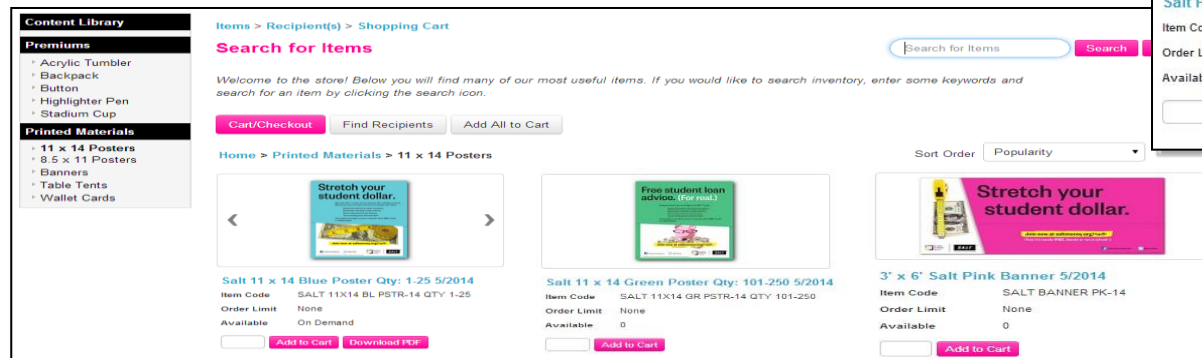 Content Library
Premiums
Acrylic Tumbler
Backpack
Button
Highlighter Pen
Stadium Cup
Printed Materials
11 x 14 Posters
8.5 x 11 Posters
Banners
Table Tents
Wallet Cards
Items > Recipient(s) > Shopping Cart
Search for Items
Search for Items
Search
Welcome to the store! Below you will find many of our most useful items. If you would like to search inventory, enter some keywords and
search for an item by clicking the search icon.
Cart/Checkout Find Recipients Add All to Cart
Home > Printed Materials > 11 x 14 Posters
Sort Order Popularity
Stretch your
student dollar.
Salt 11 x 14 Blue Poster Qty: 1-25 5/2014
Item Code SALT 11X14 BL PSTR-14 QTY 1-25
Order Limit None
Available On Demand
Add to Cart Download PDF
Free student loan
advice. (For real.)
Salt 11 x 14 Green Poster Qty: 101-250 5/2014
Item Code SALT 11X14 GR PSTR-14 QTY 101-250
Order Limit None
Available 0
Add to Cart
Stretch your
student dollar.
SALT
3' x 6' Salt Pink Banner 5/2014
Item Code SALT BANNER PK-14
Order Limit None
Available 0
Add to Cart
Salt
Item
Order